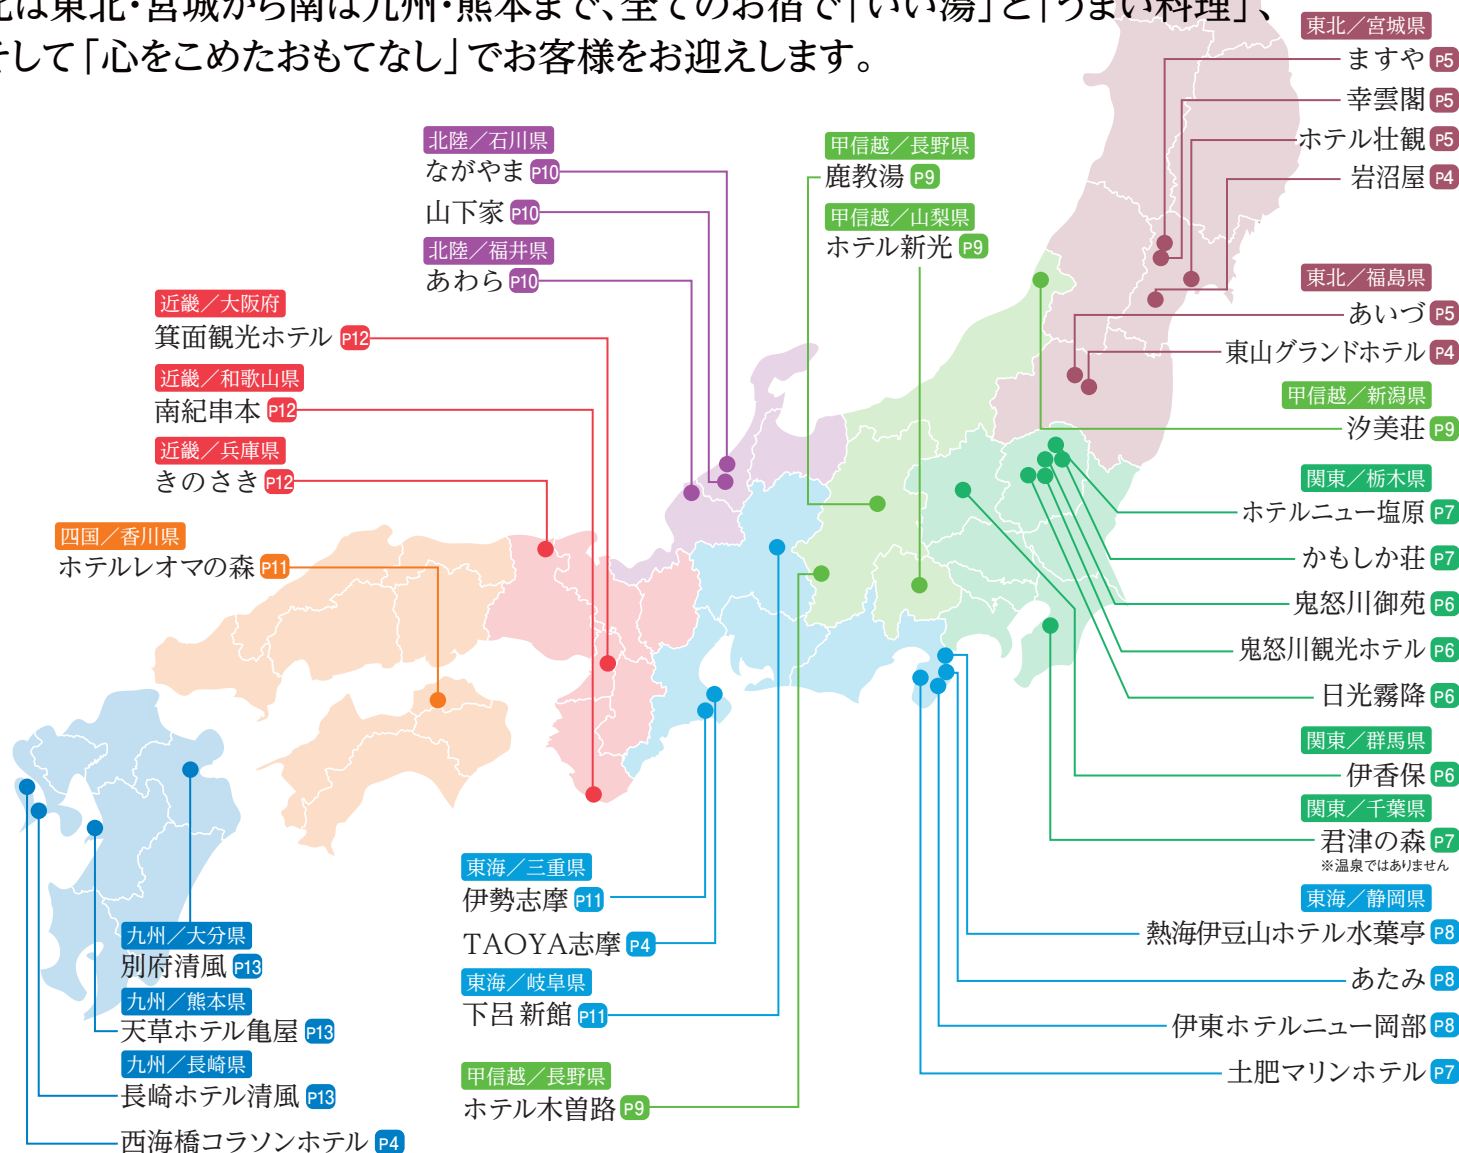 北は東北・宮城から南は九州・熊本まで、全てのお宿で「いい湯」と「うまい料理」、
そして「心をこめたおもてなし」でお客様をお迎えします。
東北／宮城県
ますや P5
幸雲閣 P5
ホテル壮観 P5
岩沼屋 P4
東北／福島県
あいづ P5
東山グランドホテル P4
甲信越／新潟県
汐美荘 P9
関東／栃木県
ホテルニュー塩原 P7
かもしか荘 P7
鬼怒川御苑 P6
鬼怒川観光ホテル P6
日光霧降 P6
関東／群馬県
伊香保 P6
関東／千葉県
君津の森 P7
※温泉ではありません
東海／静岡県
熱海伊豆山ホテル水葉亭 P8
あたみ P8
伊東ホテルニュー岡部 P8
土肥マリンホテル P7
甲信越／長野県
鹿教湯 P9
甲信越／山梨県
ホテル新光 P9
北陸／石川県
ながやま P10
山下家 P10
北陸／福井県
あわら P10
近畿／大阪府
箕面観光ホテル P12
近畿／和歌山県
南紀串本 P12
近畿／兵庫県
きのさき P12
四国／香川県
ホテルレオマの森 P11
東海／三重県
伊勢志摩 P11
TAOYA志摩 P4
東海／岐阜県
下呂新館 P11
甲信越／長野県
ホテル木曽路 P9
九州／大分県
別府清風 P13
九州／熊本県
天草ホテル亀屋 P13
九州／長崎県
長崎ホテル清風 P13
西海橋コラソンホテル P4